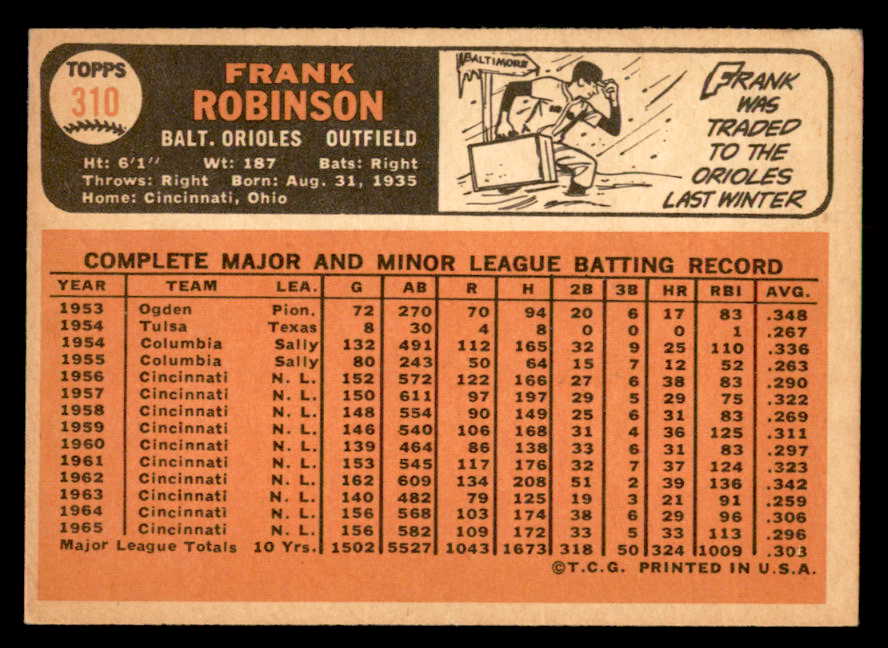 TOPPS
310
FRANK
ROBINSON
BALT. ORIOLES OUTFIELD
Ht: 6'1" Wt: 187 Bats: Right
Throws: Right Born: Aug. 31, 1935
Home: Cincinnati, Ohio
BALTIMORE
FRANK
WAS
TRADED
TO THE
ORIOLES
LAST WINTER
COMPLETE MAJOR AND MINOR LEAGUE BATTING RECORD
YEAR TEAM LEA. G AB R H 2B 3B HR RBI AVG.
1953 Ogden Pion. 72 270 70 94 20 6 17 83 .348
1954 Tulsa Texas 8 30 4 8 0 0 0 1 .267
1954 Columbia Sally 132 491 112 165 32 9 25 110 .336
1955 Columbia Sally 80 243 50 64 15 7 12 52 .263
1956 Cincinnati N. L. 152 572 122 166 27 6 38 83 .290
1957 Cincinnati N. L. 150 611 97 197 29 5 29 75 .322
1958 Cincinnati N. L. 148 554 90 149 25 6 31 83 .269
1959 Cincinnati N. L. 146 540 106 168 31 4 36 125 .311
1960 Cincinnati N. L. 139 464 86 138 33 6 31 83 .297
1961 Cincinnati N. L. 153 545 117 176 32 7 37 124 .323
1962 Cincinnati N. L. 162 609 134 208 51 2 39 136 .342
1963 Cincinnati N. L. 140 482 79 125 19 3 21 91 .259
1964 Cincinnati N. L. 156 568 103 174 38 6 29 96 .306
1965 Cincinnati N. L. 156 582 109 172 33 5 33 113 .296
Major League Totals 10 Yrs. 1502 5527 1043 1673 318 50 324 1009 .303
©T.C.G. PRINTED IN U.S.A.